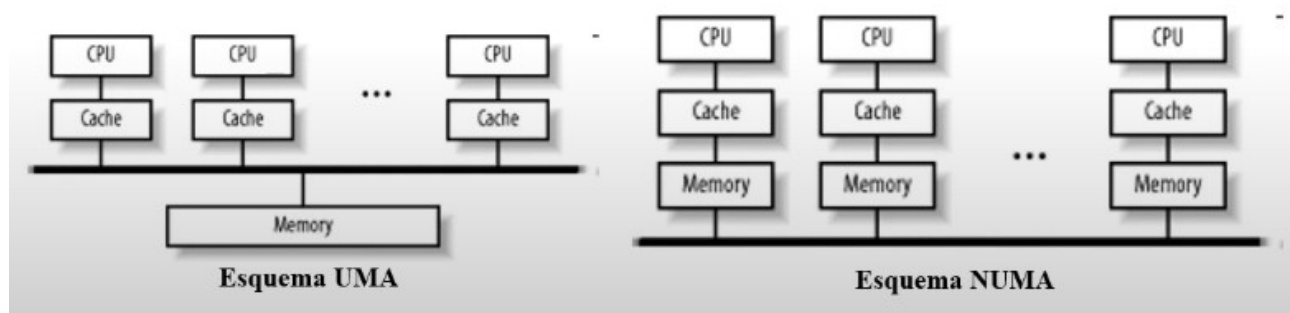 CPU CPU CPU
Cache ... Cache Cache
Memory
Esquema UMA
CPU CPU CPU
Cache Cache Cache
Memory Memory ... Memory
Esquema NUMA